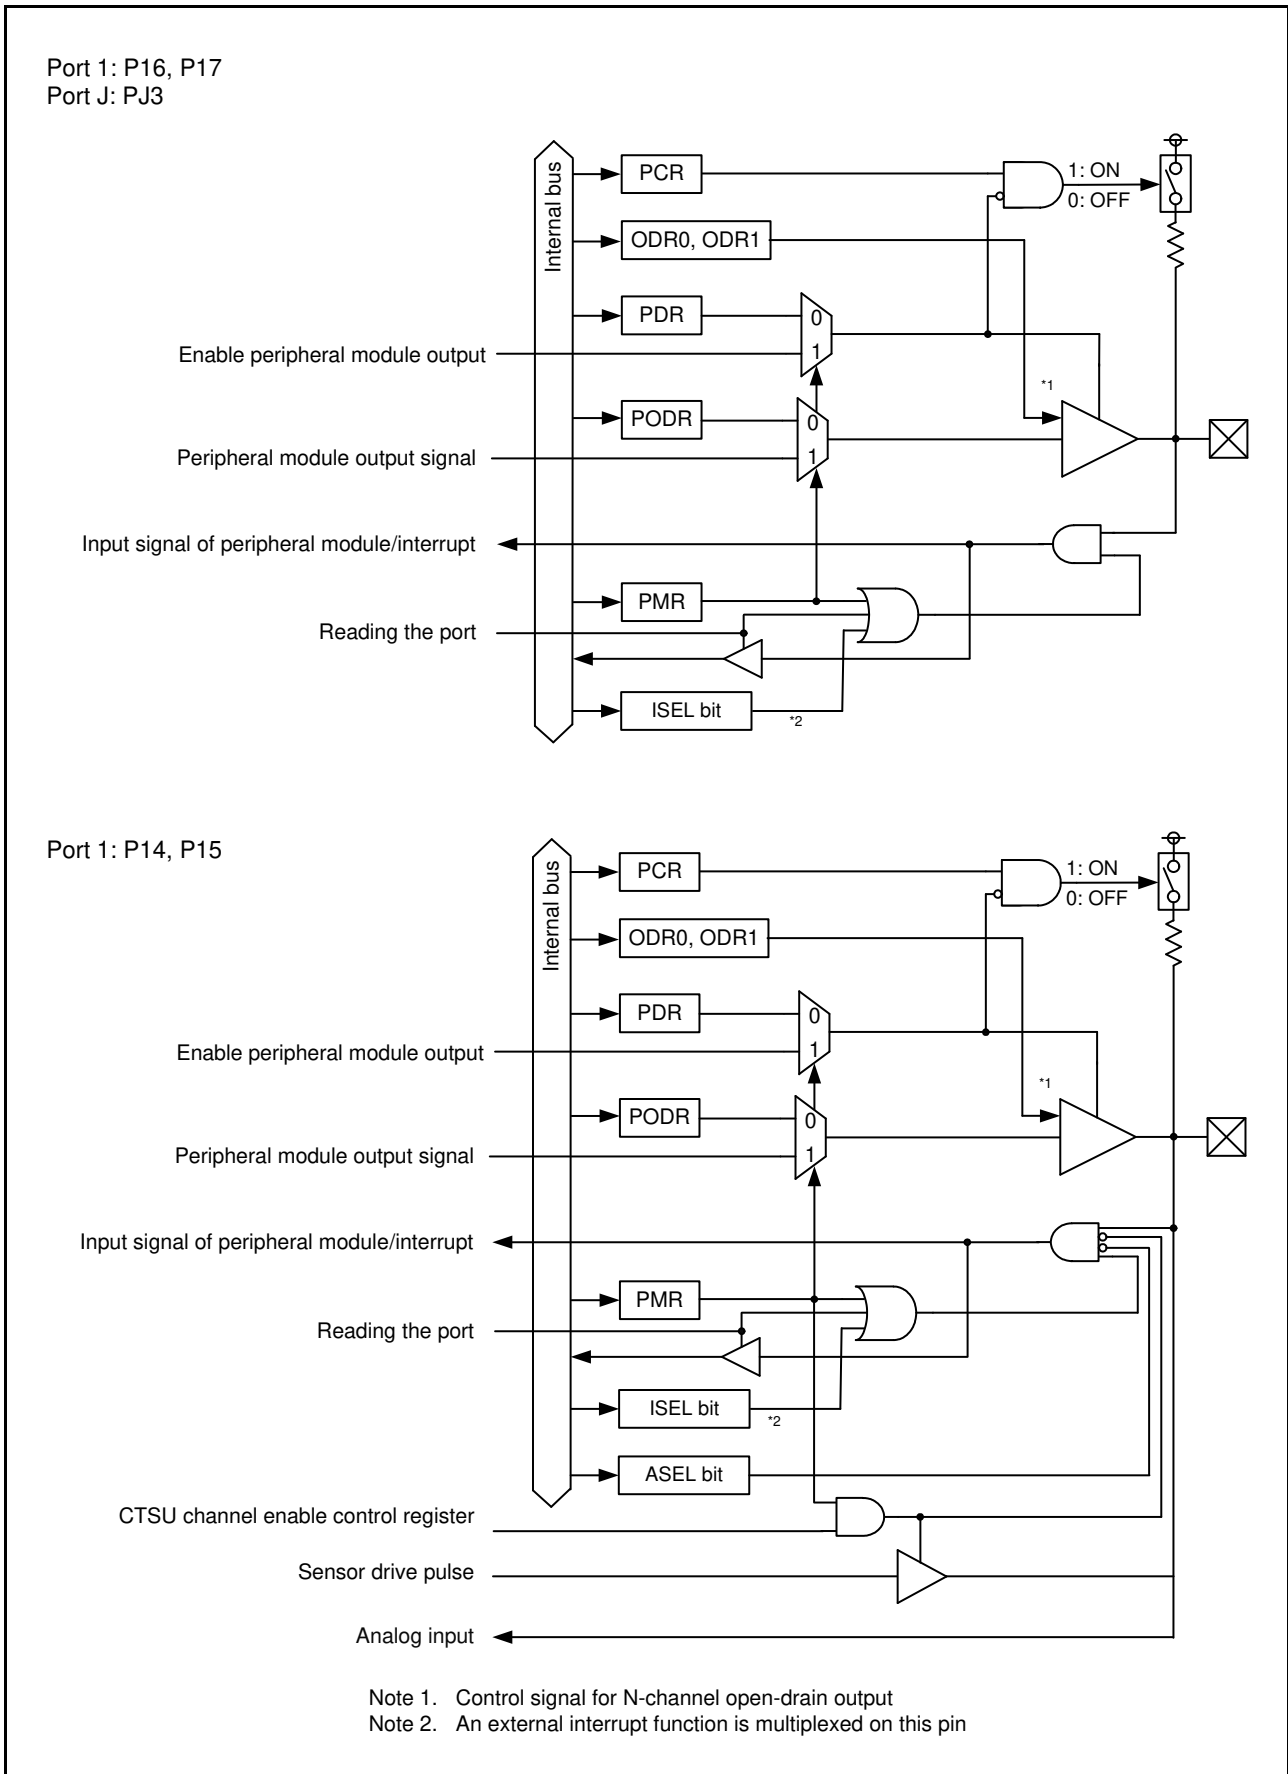 Port 1: P16, P17
Port J: PJ3
Internal bus
PCR
1: ON
0: OFF
ODR0, ODR1
PDR
0
1
Enable peripheral module output
*1
PODR
0
1
Peripheral module output signal
Input signal of peripheral module/interrupt
PMR
Reading the port
ISEL bit
*2
Port 1: P14, P15
Internal bus
PCR
1: ON
0: OFF
ODR0, ODR1
PDR
0
1
Enable peripheral module output
*1
PODR
0
1
Peripheral module output signal
Input signal of peripheral module/interrupt
PMR
Reading the port
ISEL bit
*2
ASEL bit
CTSU channel enable control register
Sensor drive pulse
Analog input
Note 1. Control signal for N-channel open-drain output
Note 2. An external interrupt function is multiplexed on this pin